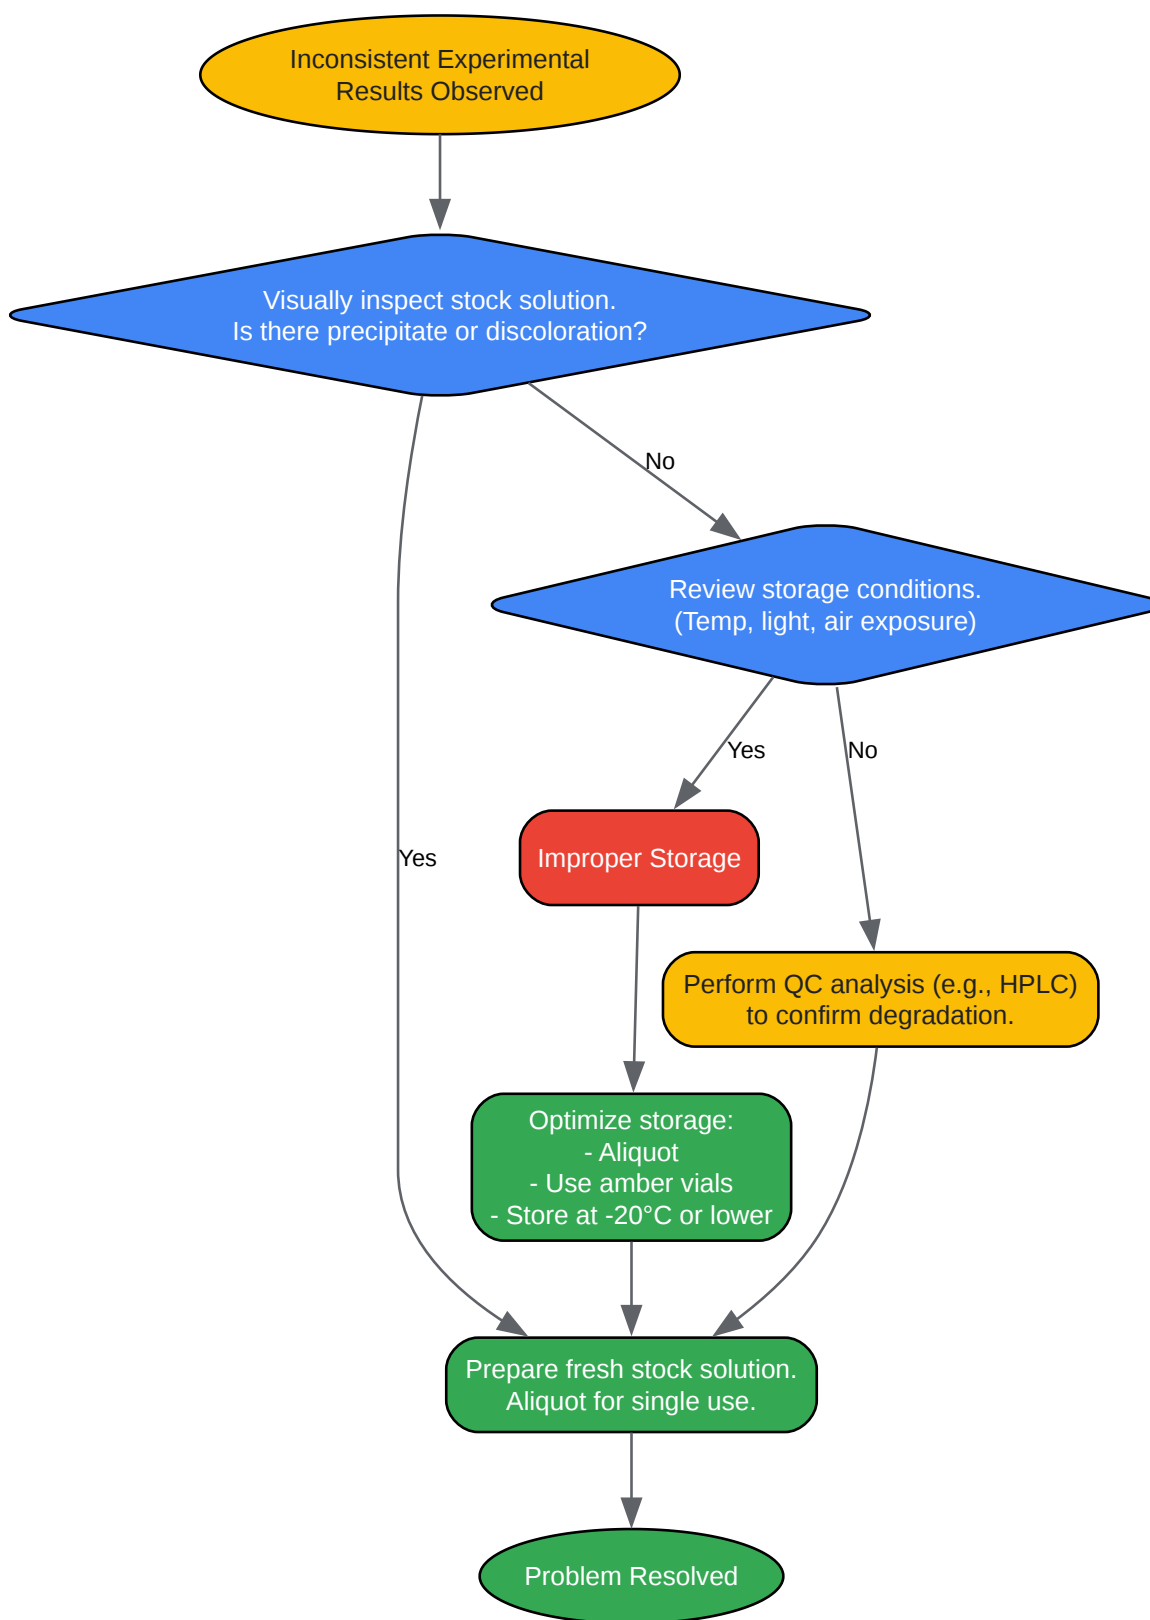 Inconsistent Experimental
Results Observed
Visually inspect stock solution.
Is there precipitate or discoloration?
No
Review storage conditions.
(Temp, light, air exposure)
Yes
No
Yes
Improper Storage
Perform QC analysis (e.g., HPLC)
to confirm degradation.
Optimize storage:
- Aliquot
- Use amber vials
- Store at -20°C or lower
Prepare fresh stock solution.
Aliquot for single use.
Problem Resolved